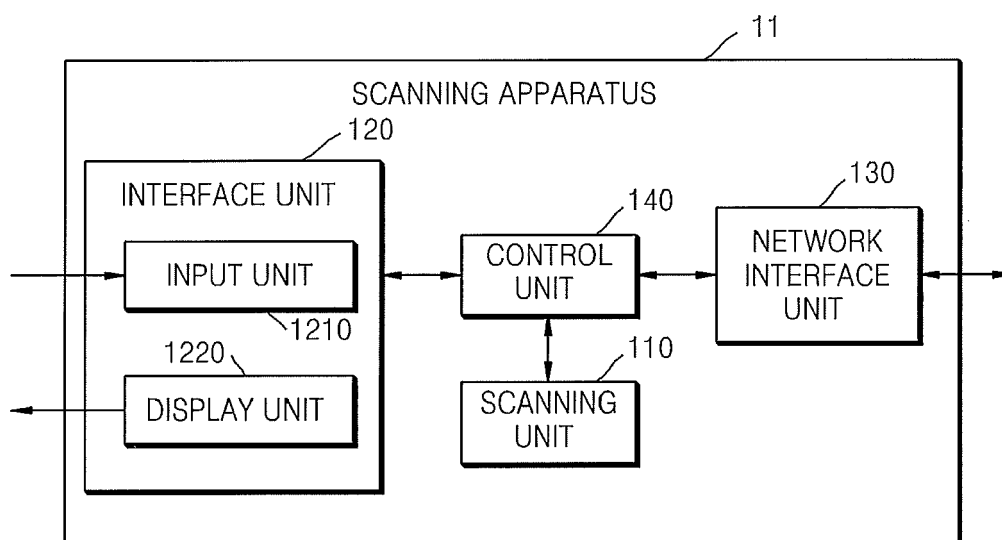 11
SCANNING APPARATUS
120
INTERFACE UNIT
INPUT UNIT
1210
1220
DISPLAY UNIT
140
CONTROL
UNIT
110
SCANNING
UNIT
130
NETWORK
INTERFACE
UNIT